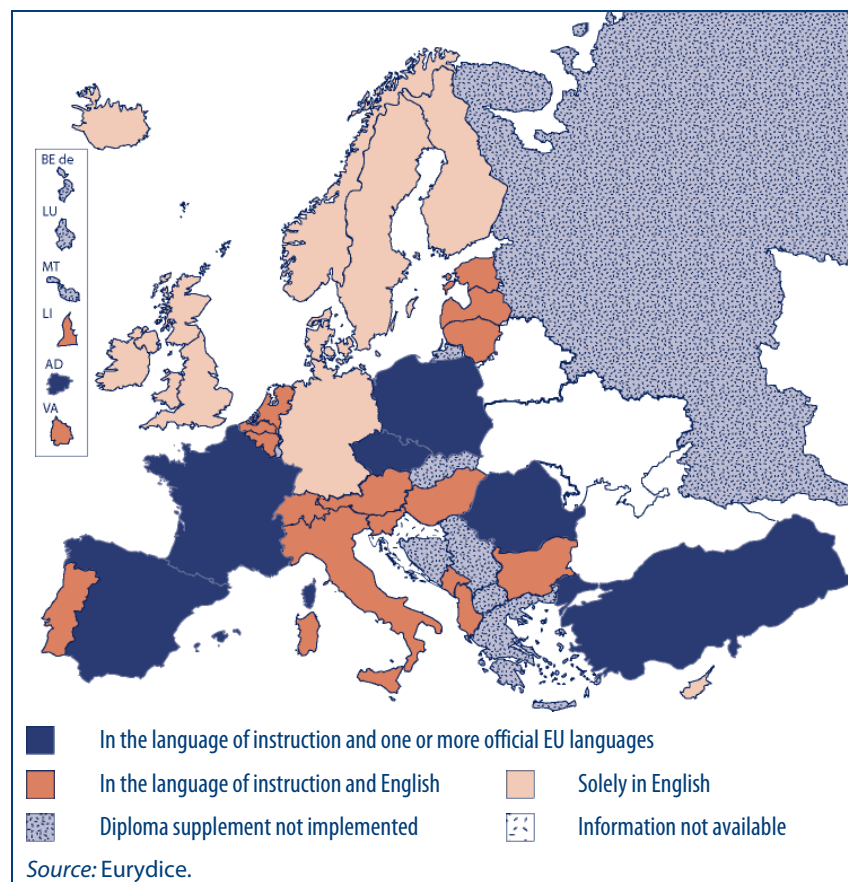 BE de
LU
MT
LI
AD
VA
In the language of instruction and one or more official EU languages
In the language of instruction and English
Solely in English
Diploma supplement not implemented
Information not available
Source: Eurydice.